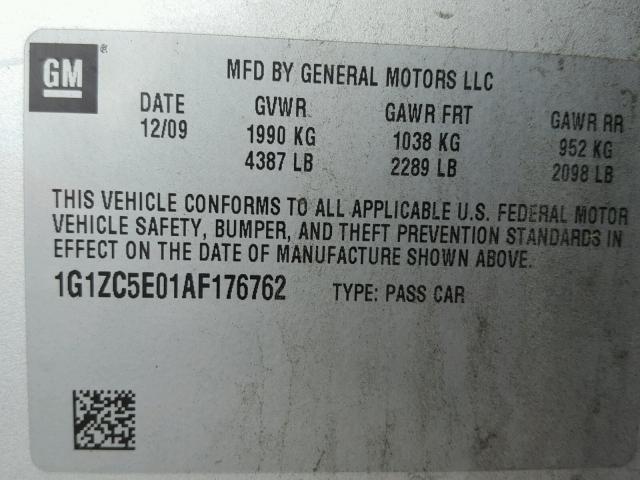 GM ®
MFD BY GENERAL MOTORS LLC
DATE GVWR GAWR FRT GAWR RR
12/09 1990 KG 1038 KG 952 KG
4387 LB 2289 LB 2098 LB
THIS VEHICLE CONFORMS TO ALL APPLICABLE U.S. FEDERAL MOTOR
VEHICLE SAFETY, BUMPER, AND THEFT PREVENTION STANDARDS IN
EFFECT ON THE DATE OF MANUFACTURE SHOWN ABOVE.
1G1ZC5E01AF176762 TYPE: PASS CAR